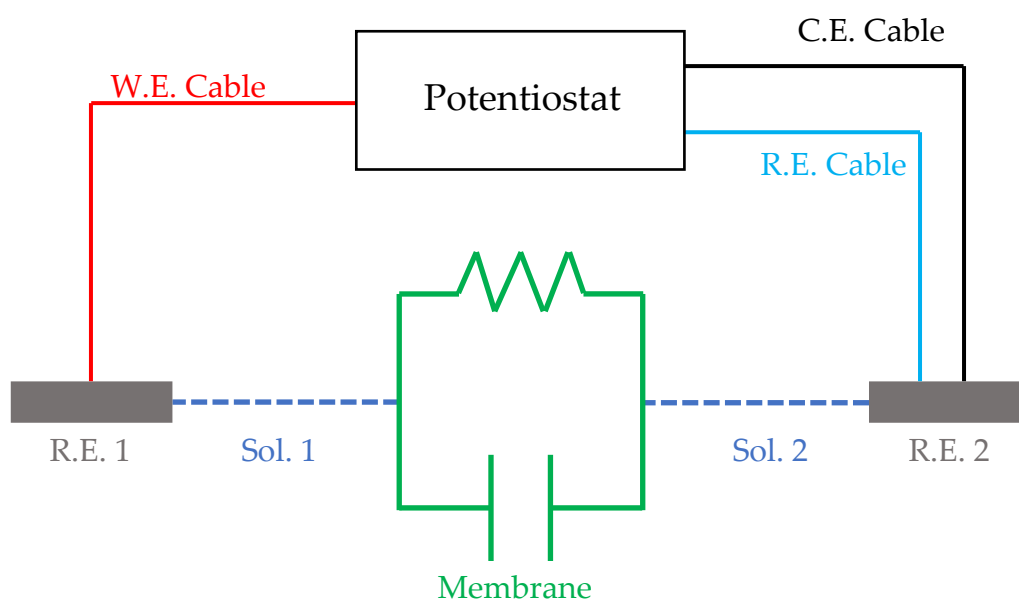 C.E. Cable
W.E. Cable
Potentiostat
R.E. Cable
R.E. 1
Sol. 1
Sol. 2
R.E. 2
Membrane